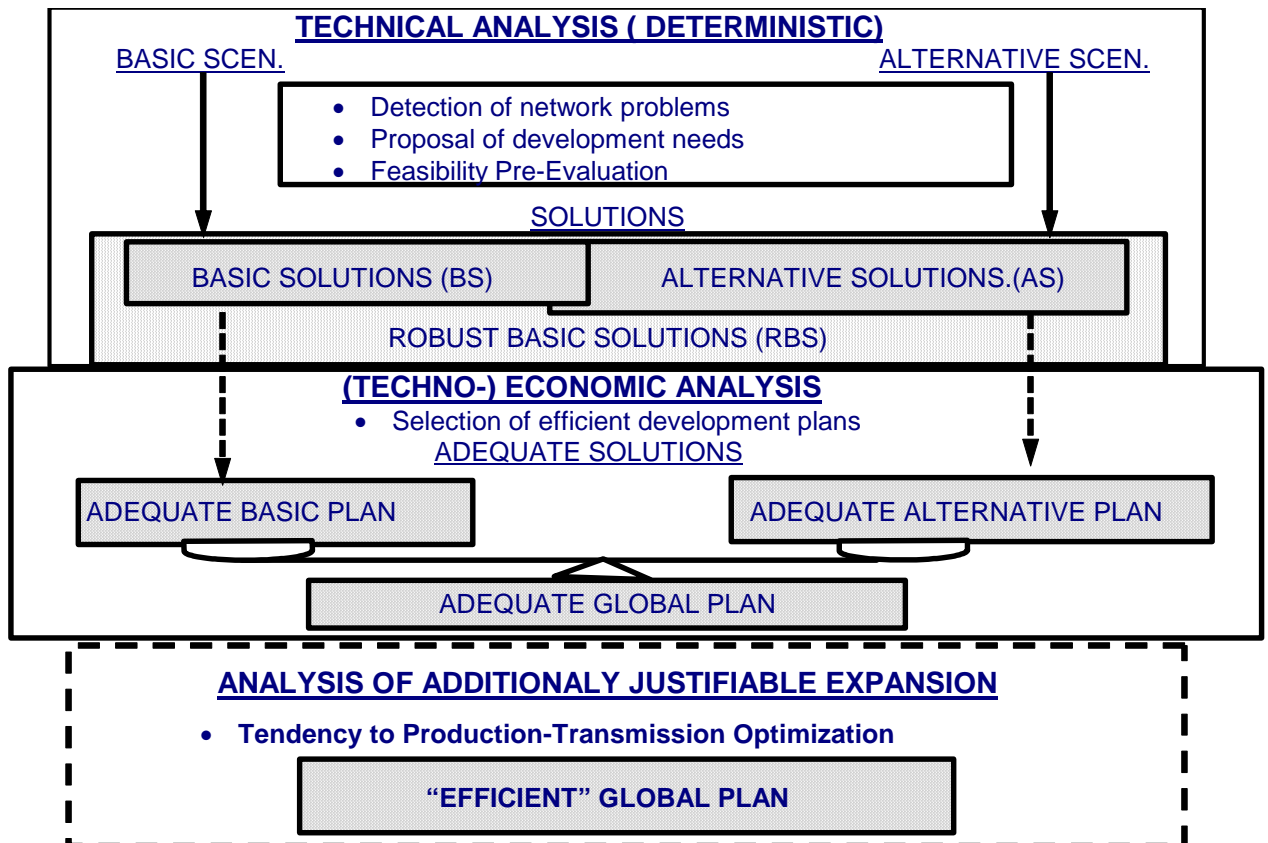 TECHNICAL ANALYSIS ( DETERMINISTIC)
BASIC SCEN.
ALTERNATIVE SCEN.
• Detection of network problems
• Proposal of development needs
• Feasibility Pre-Evaluation
SOLUTIONS
BASIC SOLUTIONS (BS)
ALTERNATIVE SOLUTIONS.(AS)
ROBUST BASIC SOLUTIONS (RBS)
(TECHNO-) ECONOMIC ANALYSIS
• Selection of efficient development plans
ADEQUATE SOLUTIONS
ADEQUATE BASIC PLAN
ADEQUATE ALTERNATIVE PLAN
ADEQUATE GLOBAL PLAN
ANALYSIS OF ADDITIONALY JUSTIFIABLE EXPANSION
• Tendency to Production-Transmission Optimization
“EFFICIENT” GLOBAL PLAN